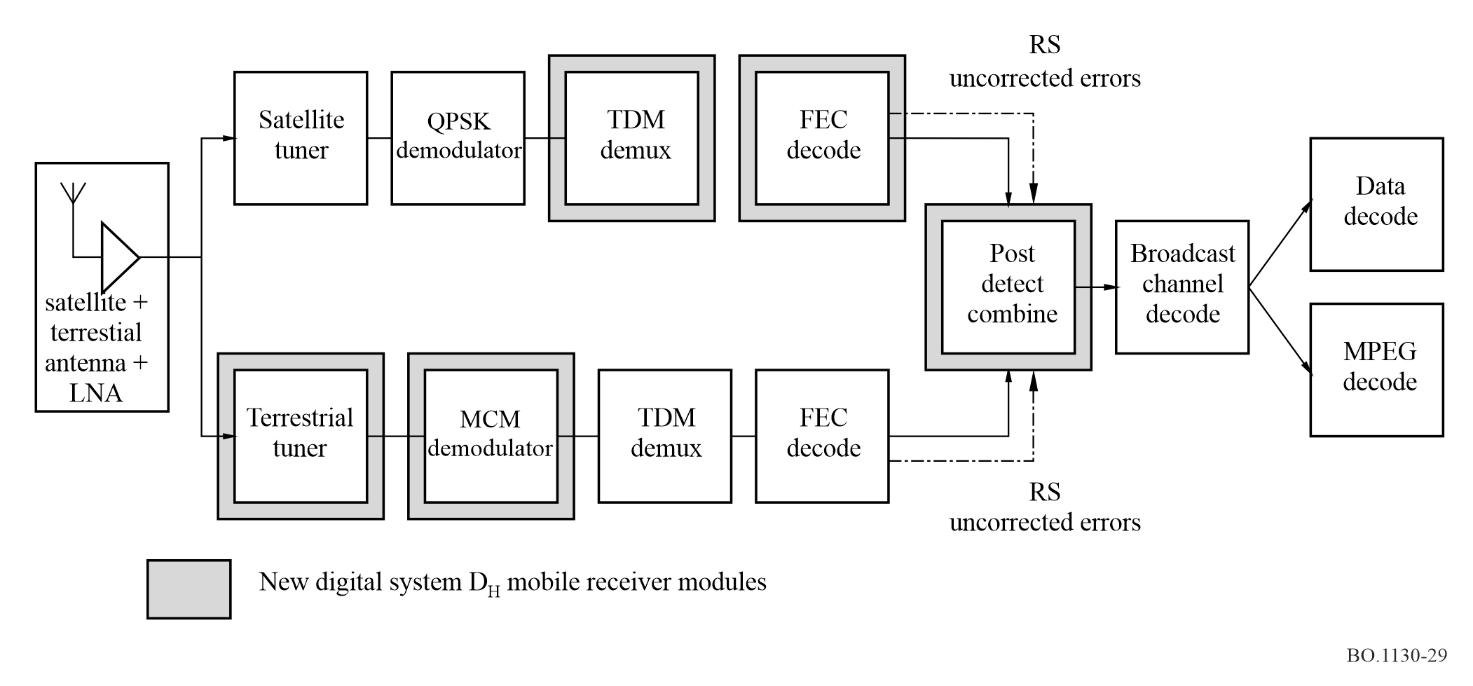 RS
uncorrected errors
Satellite
tuner
QPSK
demodulator
TDM
demux
FEC
decode
satellite +
terrestial
antenna +
LNA
Post
detect
combine
Broadcast
channel
decode
Data
decode
MPEG
decode
Terrestrial
tuner
MCM
demodulator
TDM
demux
FEC
decode
RS
uncorrected errors
New digital system D_H mobile receiver modules
BO.1130-29